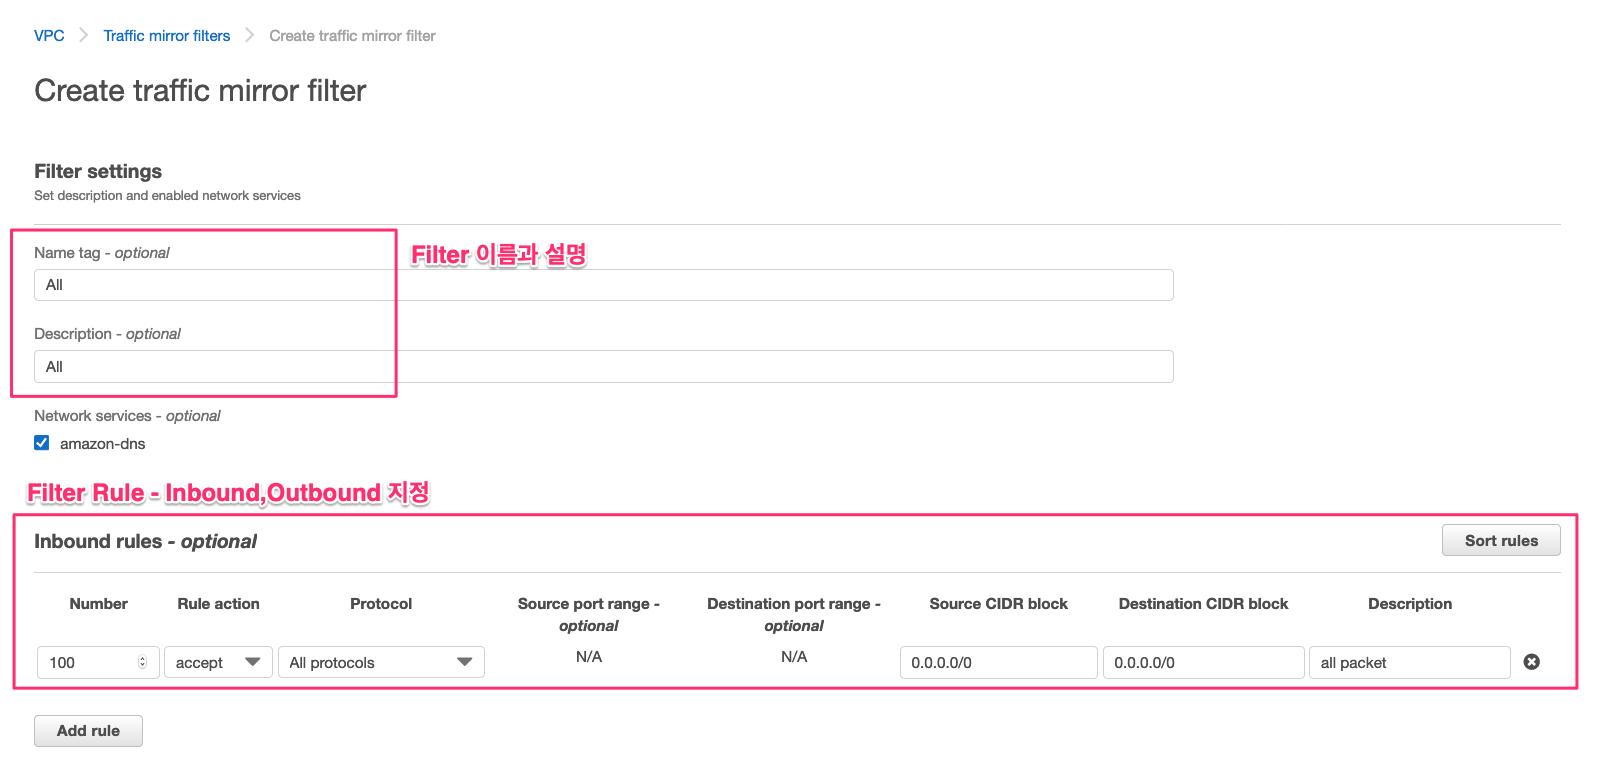 VPC > Traffic mirror filters > Create traffic mirror filter
Create traffic mirror filter
Filter settings
Set description and enabled network services
Name tag - optional
Filter 이름과 설명
All
Description - optional
All
Network services - optional
amazon-dns
Filter Rule - Inbound,Outbound 지정
Inbound rules - optional
Sort rules
Number Rule action Protocol Source port range - optional Destination port range - optional Source CIDR block Destination CIDR block Description
100 accept All protocols N/A N/A 0.0.0.0/0 0.0.0.0/0 all packet
Add rule